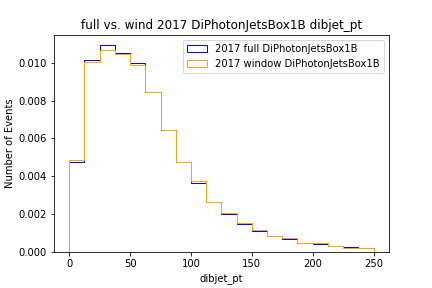 full vs. wind 2017 DiPhotonJetsBox1B dibjet_pt
2017 full DiPhotonJetsBox1B
2017 window DiPhotonJetsBox1B
Number of Events
0.010
0.008
0.006
0.004
0.002
0.000
0 50 100 150 200 250
dibjet_pt